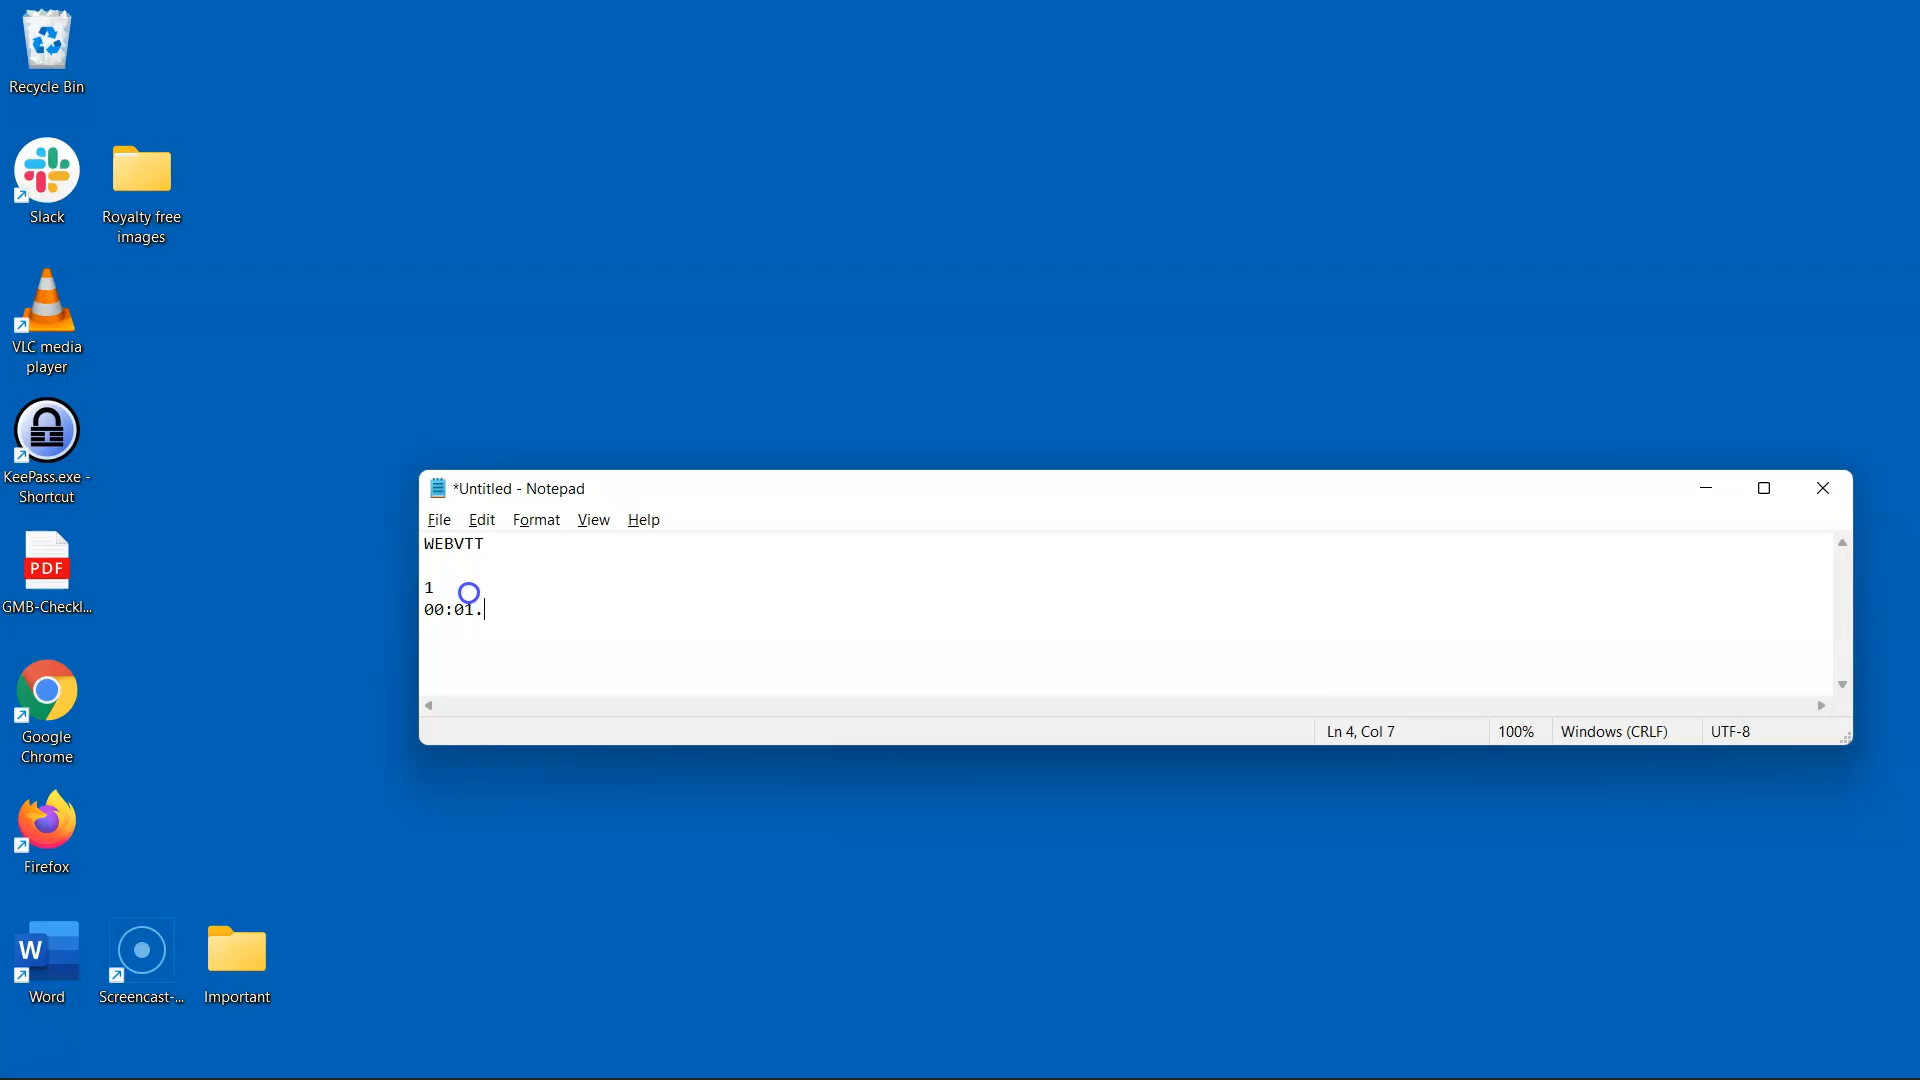 Recycle Bin
Slack
Royalty free
images
VLC media
player
KeePass.exe -
Shortcut
PDF
GMB-Checkl...
Google
Chrome
Firefox
W
Word
Screencast-...
Important
*Untitled - Notepad
File Edit Format View Help
WEBVTT
1
00:01.
Ln 4, Col 7
100%
Windows (CRLF)
UTF-8